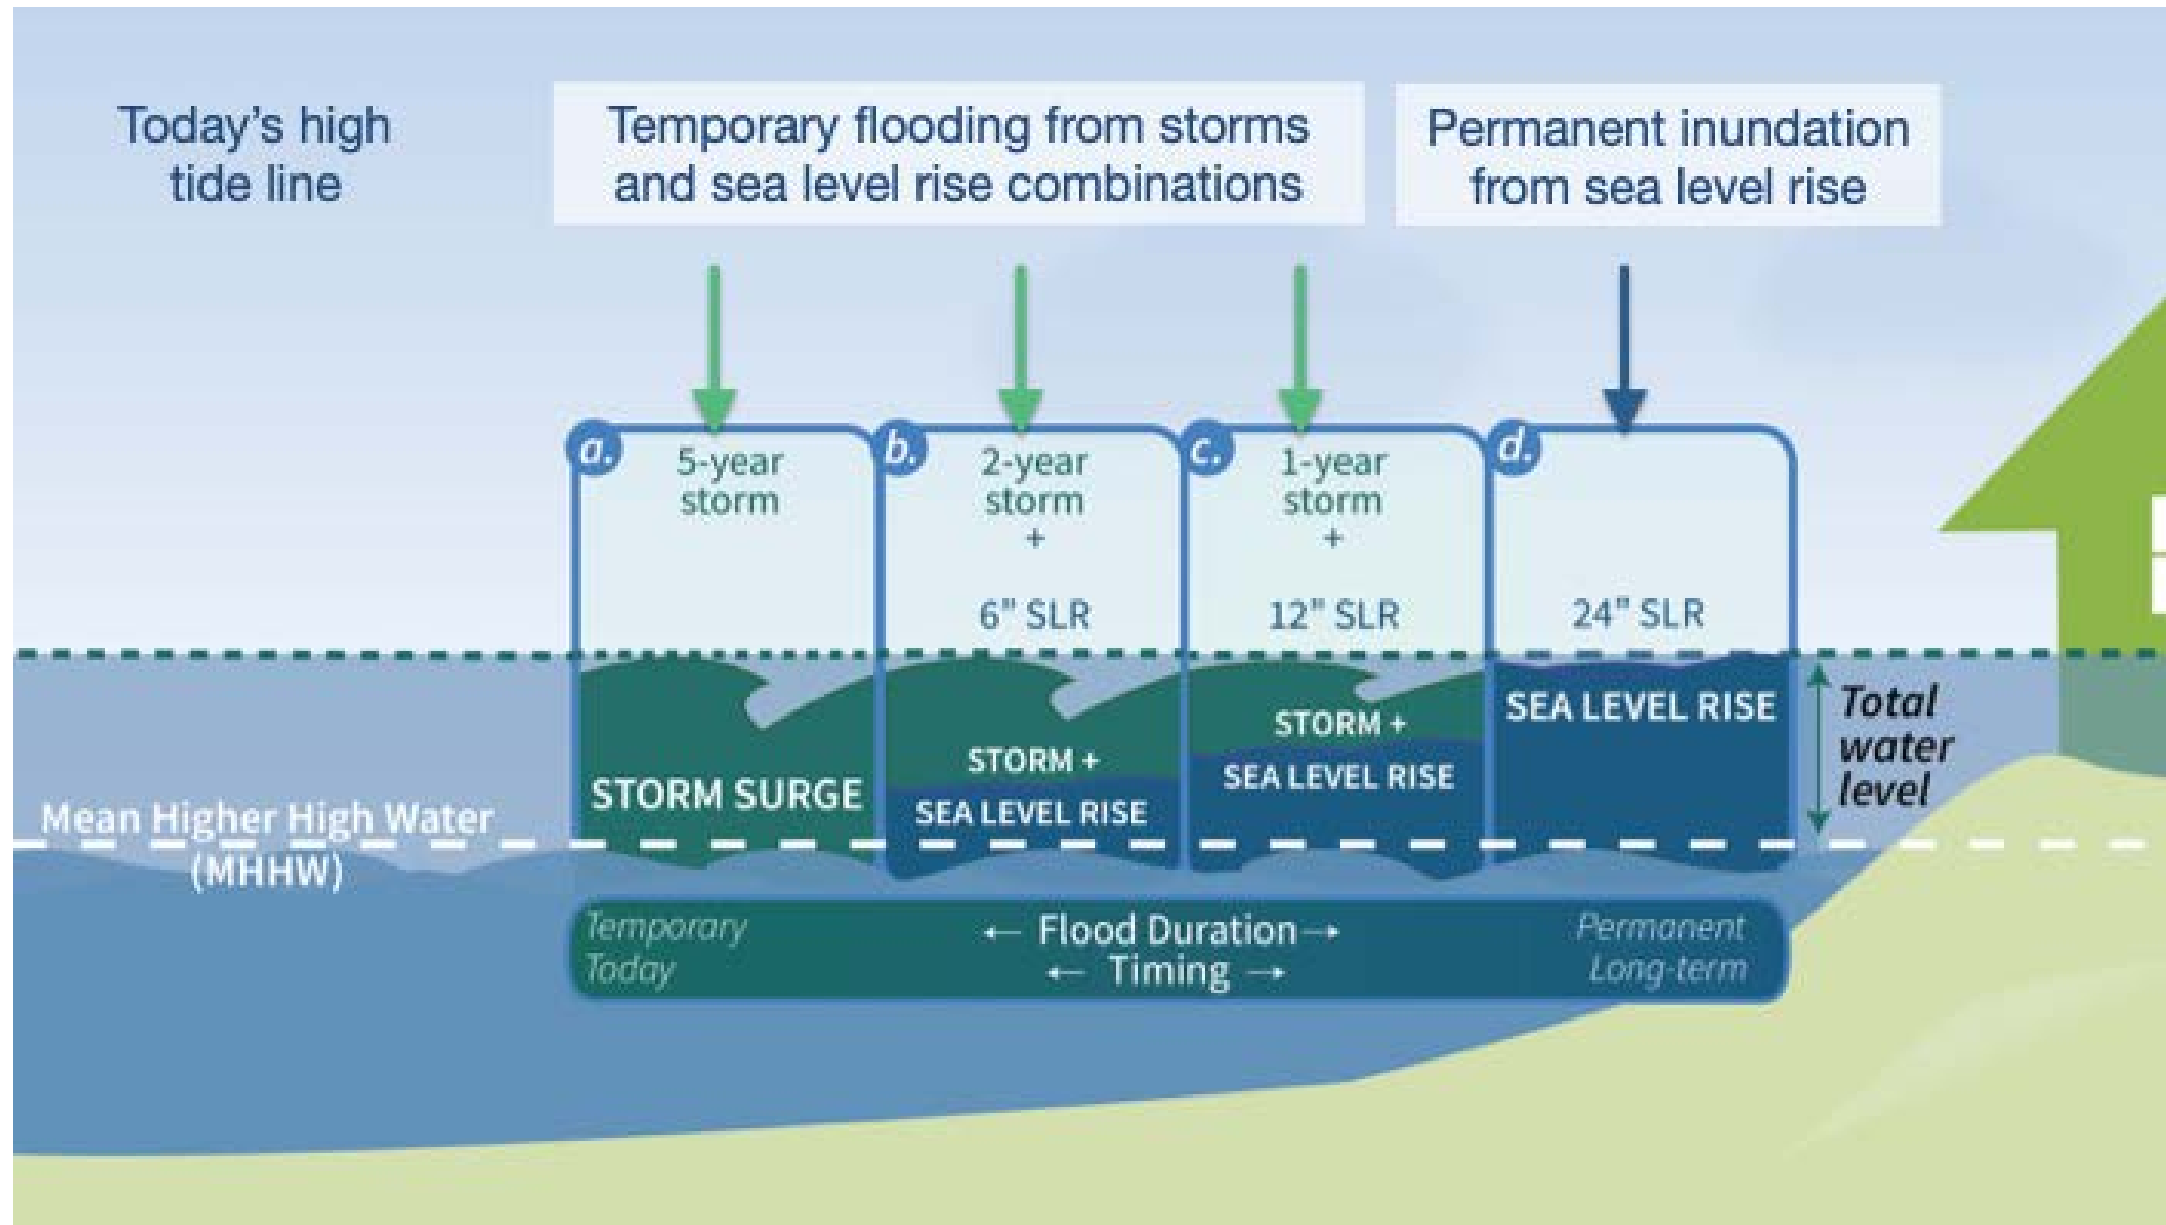 Today's high
tide line
Temporary flooding from storms
and sea level rise combinations
Permanent inundation
from sea level rise
a.
5-year
storm
b.
2-year
storm
+
6" SLR
c.
1-year
storm
+
12" SLR
d.
24" SLR
STORM SURGE
STORM +
SEA LEVEL RISE
STORM +
SEA LEVEL RISE
SEA LEVEL RISE
Total
water
level
Mean Higher High Water
(MHHW)
Temporary
Today
← Flood Duration →
← Timing →
Permanent
Long-term